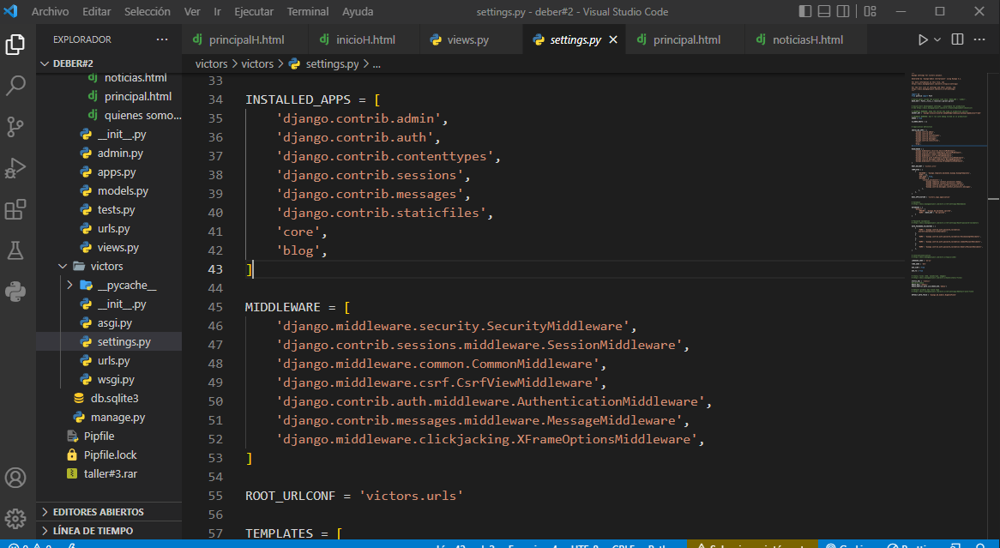 Archivo Editar Selección Ver Ir Ejecutar Terminal Ayuda settings.py - deber#2 - Visual Studio Code
EXPLORADOR
principalH.html inicioH.html views.py settings.py principal.html noticiasH.html
DEBER#2
victors > victors > settings.py > ...
noticias.html
principal.html
quienes somo...
__init__.py
admin.py
apps.py
models.py
tests.py
urls.py
views.py
victors
__pycache__
__init__.py
asgi.py
settings.py
urls.py
wsgi.py
db.sqlite3
manage.py
Pipfile
Pipfile.lock
taller#3.rar
EDITORES ABIERTOS
LÍNEA DE TIEMPO
33
34 INSTALLED_APPS = [
35 'django.contrib.admin',
36 'django.contrib.auth',
37 'django.contrib.contenttypes',
38 'django.contrib.sessions',
39 'django.contrib.messages',
40 'django.contrib.staticfiles',
41 'core',
42 'blog',
43 ]
44
45 MIDDLEWARE = [
46 'django.middleware.security.SecurityMiddleware',
47 'django.contrib.sessions.middleware.SessionMiddleware',
48 'django.middleware.common.CommonMiddleware',
49 'django.middleware.csrf.CsrfViewMiddleware',
50 'django.contrib.auth.middleware.AuthenticationMiddleware',
51 'django.contrib.messages.middleware.MessageMiddleware',
52 'django.middleware.clickjacking.XFrameOptionsMiddleware',
53 ]
54
55 ROOT_URLCONF = 'victors.urls'
56
57 TEMPLATES = [